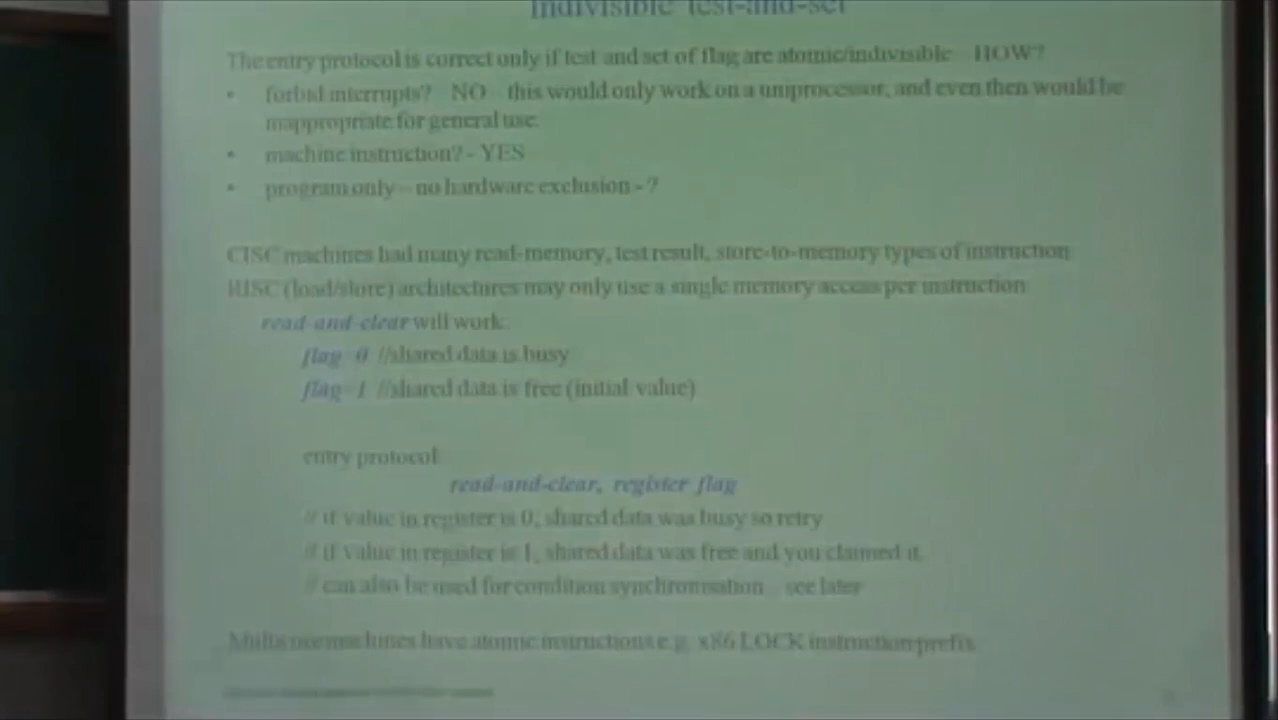 Indivisible test-and-set
The entry protocol is correct only if test and set of flag are atomic/indivisible - HOW?
• forbid interrupts? - NO - this would only work on a uniprocessor, and even then would be
inappropriate for general use.
• machine instruction? - YES
• program only – no hardware exclusion - ?
CISC machines had many read-memory, test result, store-to-memory types of instruction
RISC (load/store) architectures may only use a single memory access per instruction
read-and-clear will work:
flag=0 //shared data is busy
flag=1 //shared data is free (initial value)
entry protocol:
read-and-clear, register flag
// if value in register is 0, shared data was busy so retry
// if value in register is 1, shared data was free and you claimed it
// can also be used for condition synchronisation – see later
Multicore machines have atomic instructions e.g. x86 LOCK instruction prefix